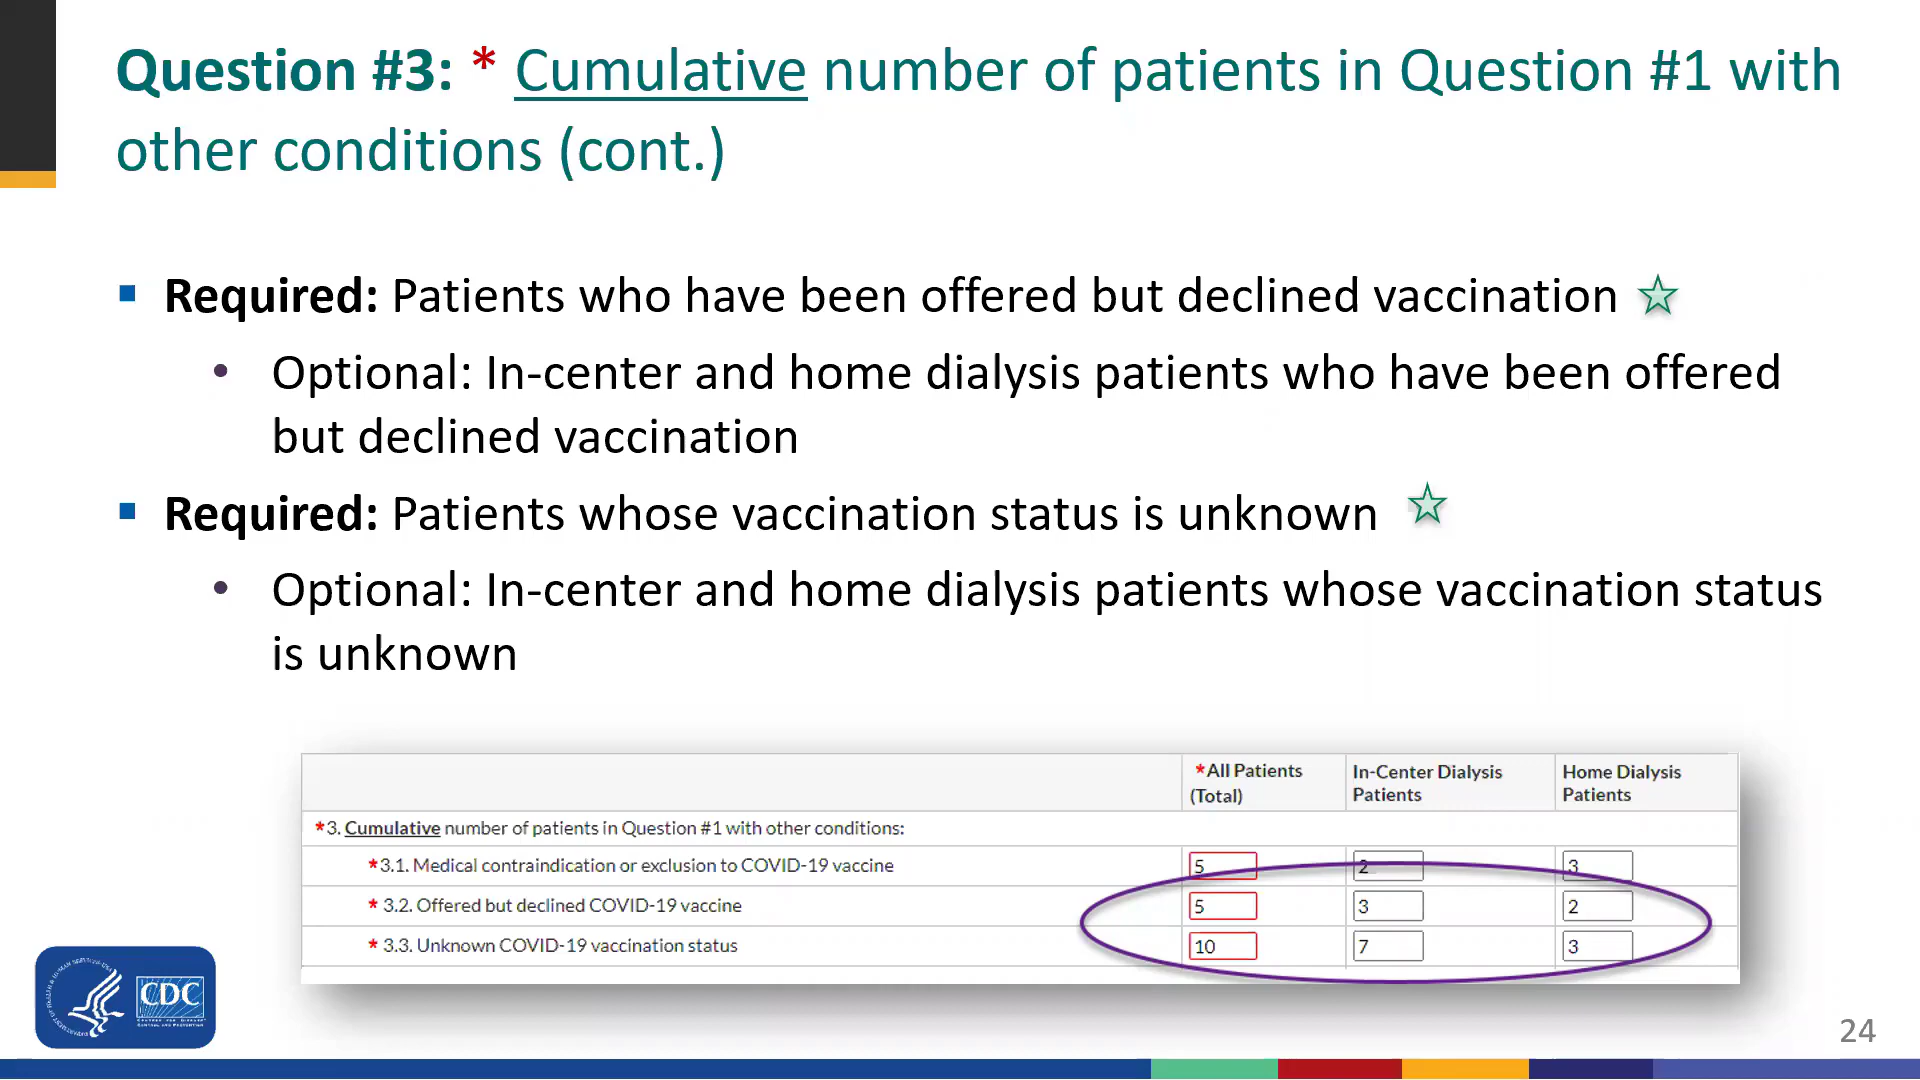 Question #3: * Cumulative number of patients in Question #1 with
other conditions (cont.)
▪ Required: Patients who have been offered but declined vaccination
• Optional: In-center and home dialysis patients who have been offered
but declined vaccination
▪ Required: Patients whose vaccination status is unknown
• Optional: In-center and home dialysis patients whose vaccination status
is unknown
*All Patients (Total) In-Center Dialysis Patients Home Dialysis Patients
*3. Cumulative number of patients in Question #1 with other conditions:
*3.1. Medical contraindication or exclusion to COVID-19 vaccine 5 2 3
* 3.2. Offered but declined COVID-19 vaccine 5 3 2
* 3.3. Unknown COVID-19 vaccination status 10 7 3
CDC
24